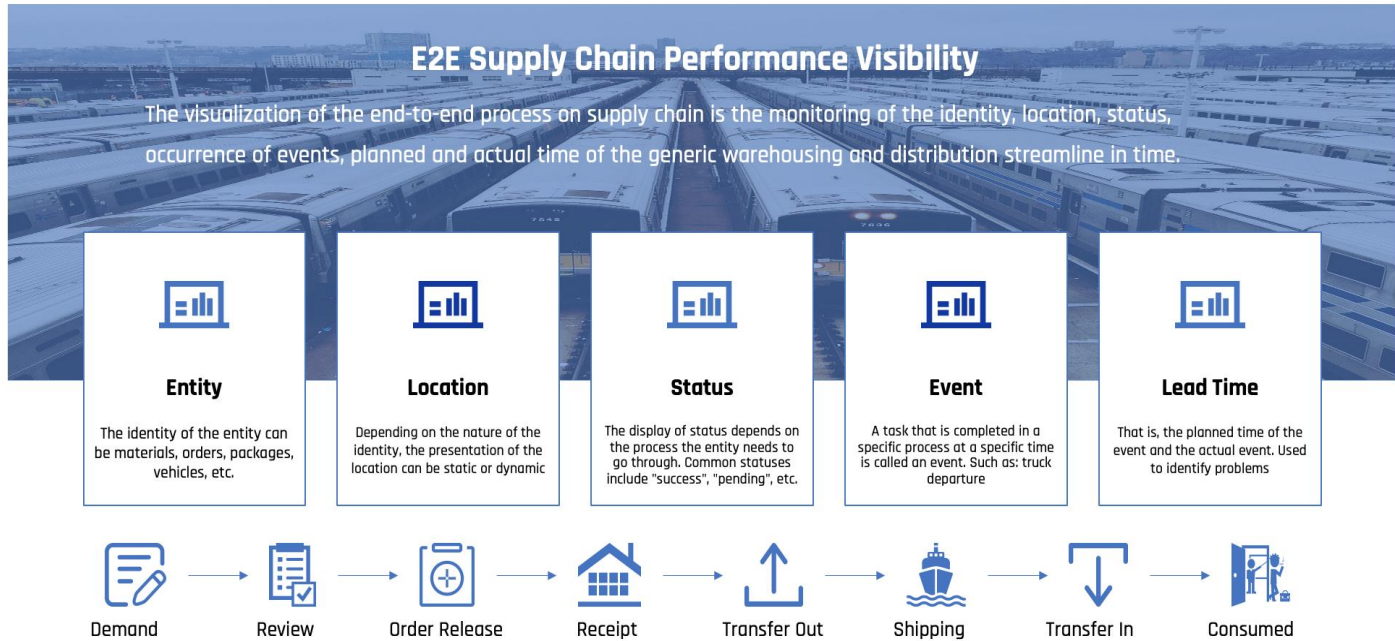 E2E Supply Chain Performance Visibility
The visualization of the end-to-end process on supply chain is the monitoring of the identity, location, status,
occurrence of events, planned and actual time of the generic warehousing and distribution streamline in time.
Entity
The identity of the entity can
be materials, orders, packages,
vehicles, etc.
Location
Depending on the nature of the
identity, the presentation of the
location can be static or dynamic
Status
The display of status depends on
the process the entity needs to
go through. Common statuses
include "success", "pending", etc.
Event
A task that is completed in a
specific process at a specific time
is called an event. Such as: truck
departure
Lead Time
That is, the planned time of the
event and the actual event. Used
to identify problems
Demand
Review
Order Release
Receipt
Transfer Out
Shipping
Transfer In
Consumed